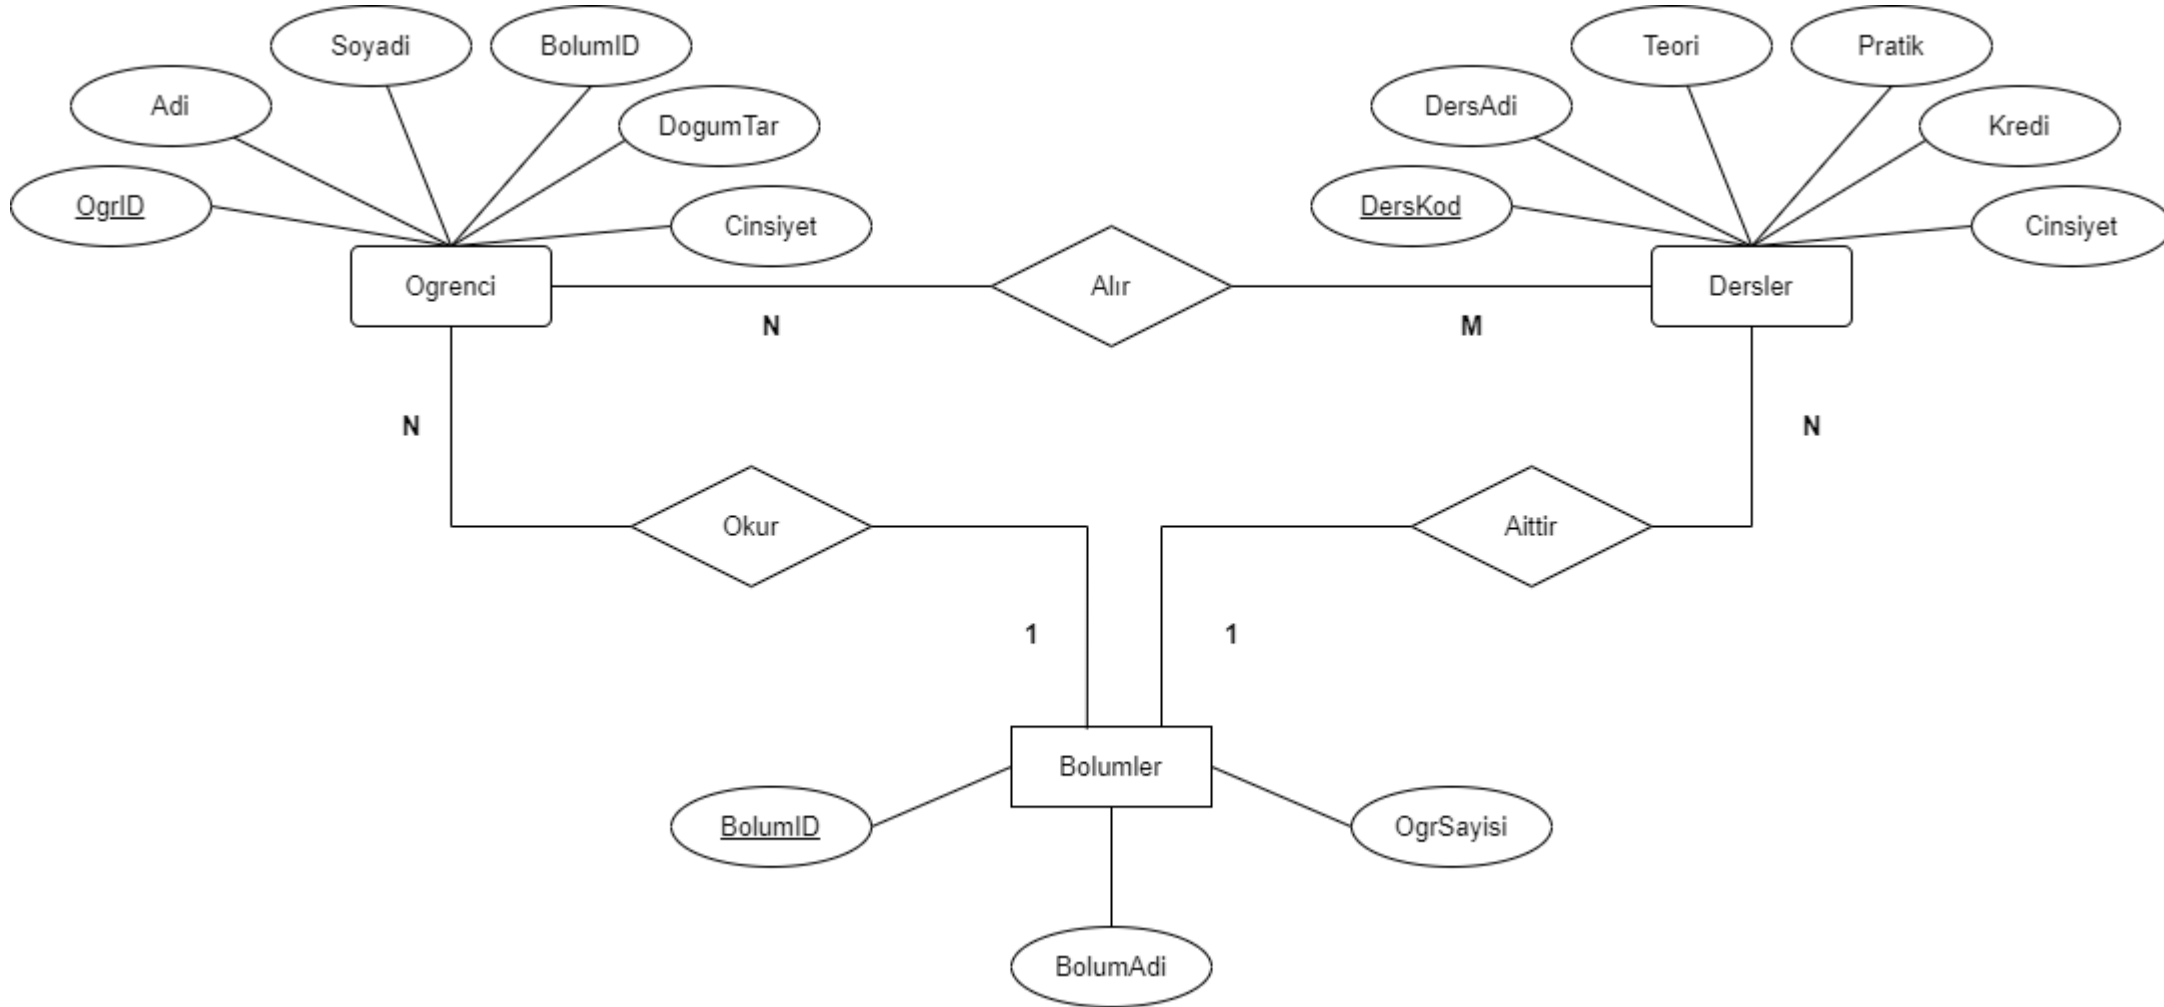 Soyadi
BolumID
Teori
Pratik
Adi
DogumTar
DersAdi
Kredi
OgrID
Cinsiyet
DersKod
Cinsiyet
Ogrenci
Alır
Dersler
N
M
N
N
Okur
Aittir
1
1
Bolumler
BolumID
OgrSayisi
BolumAdi